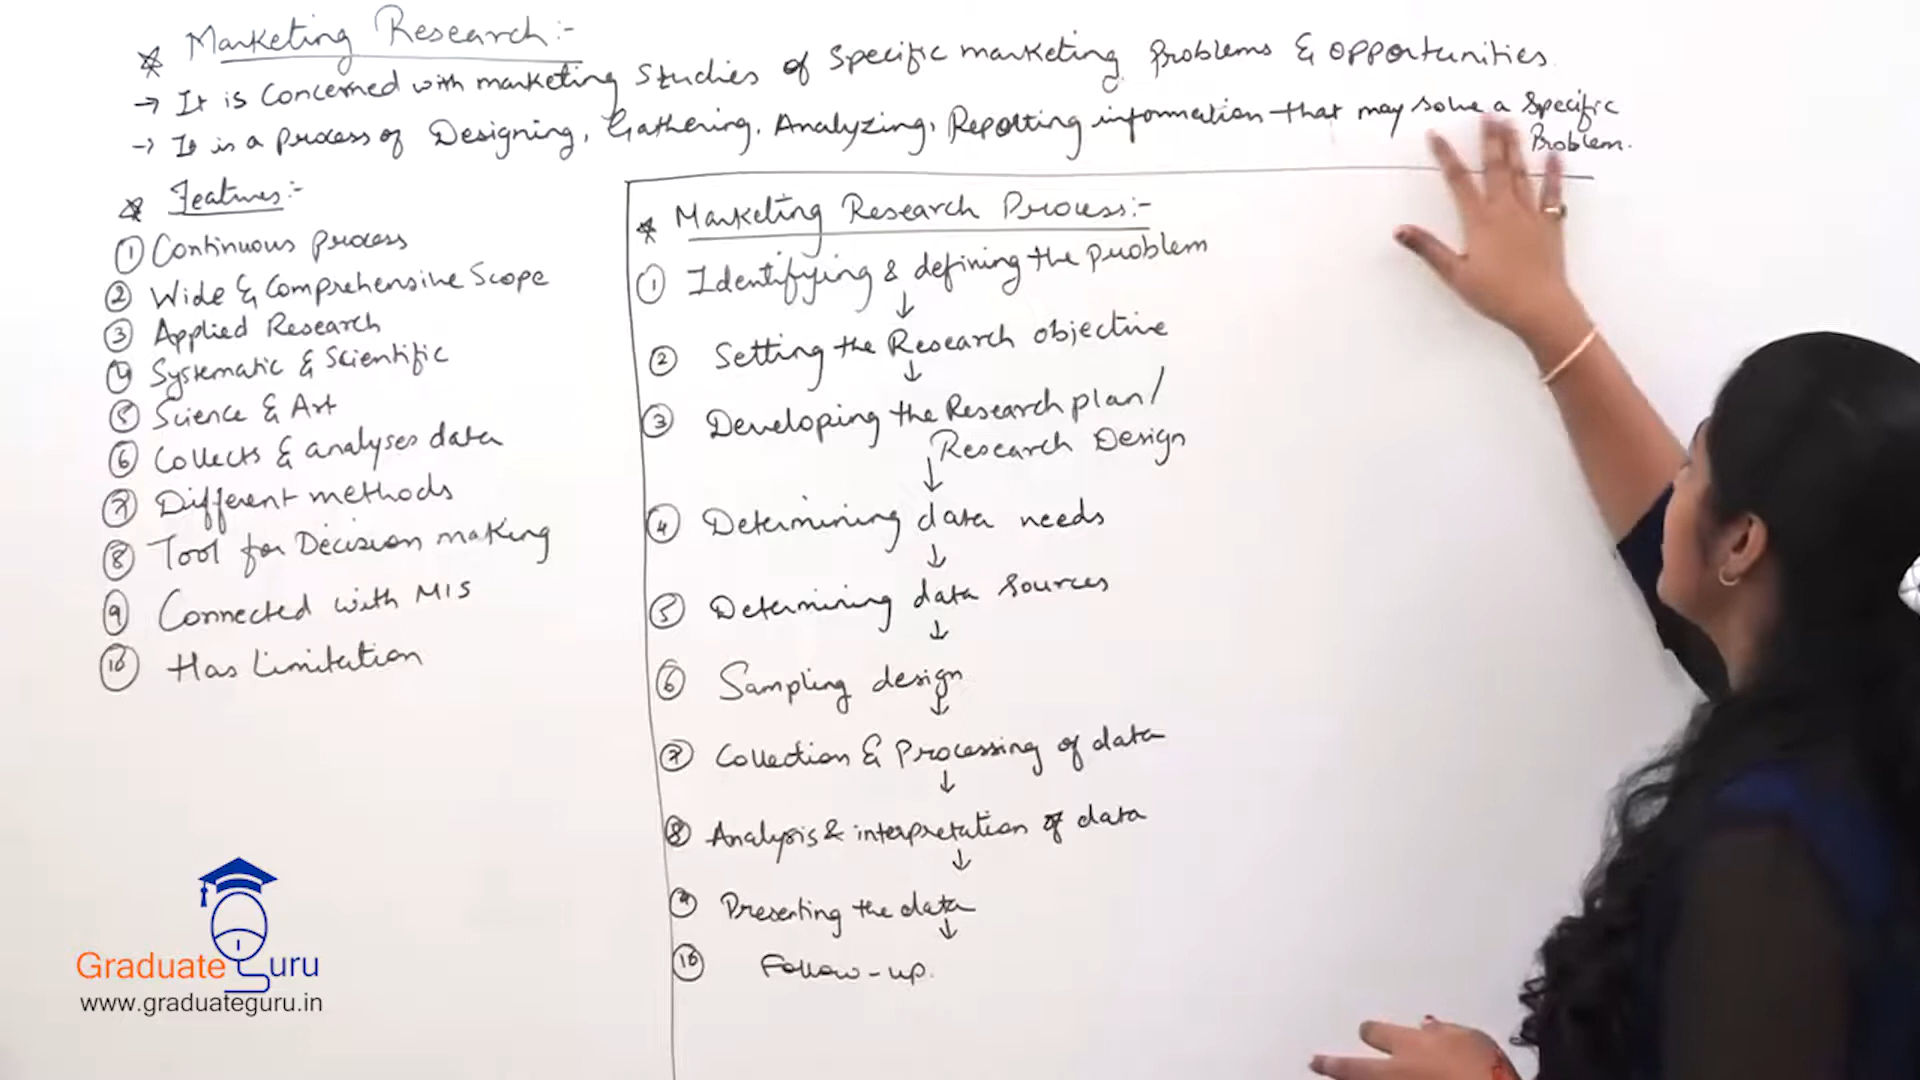 * Marketing Research:-
→ It is concerned with marketing Studies of Specific marketing Problems & opportunities.
→ It is a process of Designing, Gathering, Analyzing, Reporting information that may solve a Specific
Problem.
* Features:-
① Continuous process
② Wide & Comprehensive Scope
③ Applied Research
④ Systematic & Scientific
⑤ Science & Art
⑥ Collects & analyses data
⑦ Different methods
⑧ Tool for Decision making
⑨ Connected with MIS
⑩ Has Limitation
* Marketing Research Process:-
① Identifying & defining the problem
↓
② Setting the Research objective
↓
③ Developing the Research plan/
Research Design
↓
④ Determining data needs
↓
⑤ Determining data Sources
↓
⑥ Sampling design
↓
⑦ Collection & Processing of data
↓
⑧ Analysis & interpretation of data
↓
⑨ Presenting the data
↓
⑩ Follow-up.
Graduate Guru
www.graduateguru.in